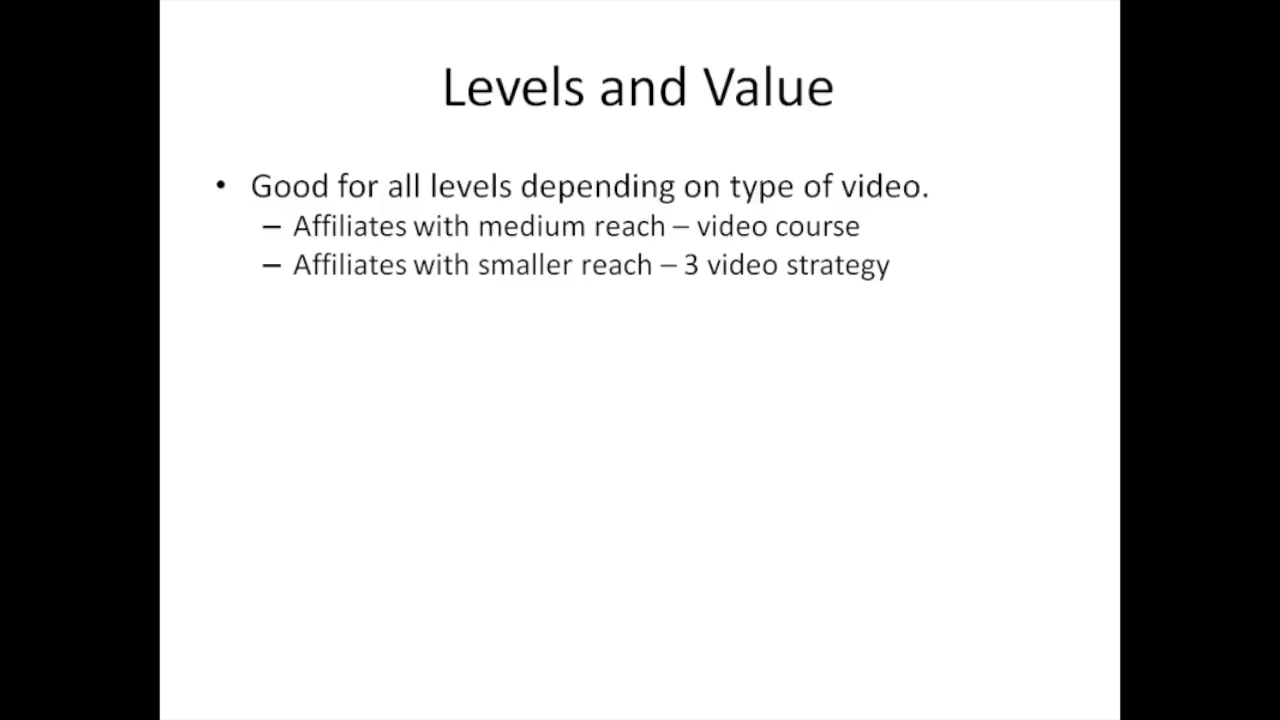 Levels and Value
• Good for all levels depending on type of video.
– Affiliates with medium reach – video course
– Affiliates with smaller reach – 3 video strategy